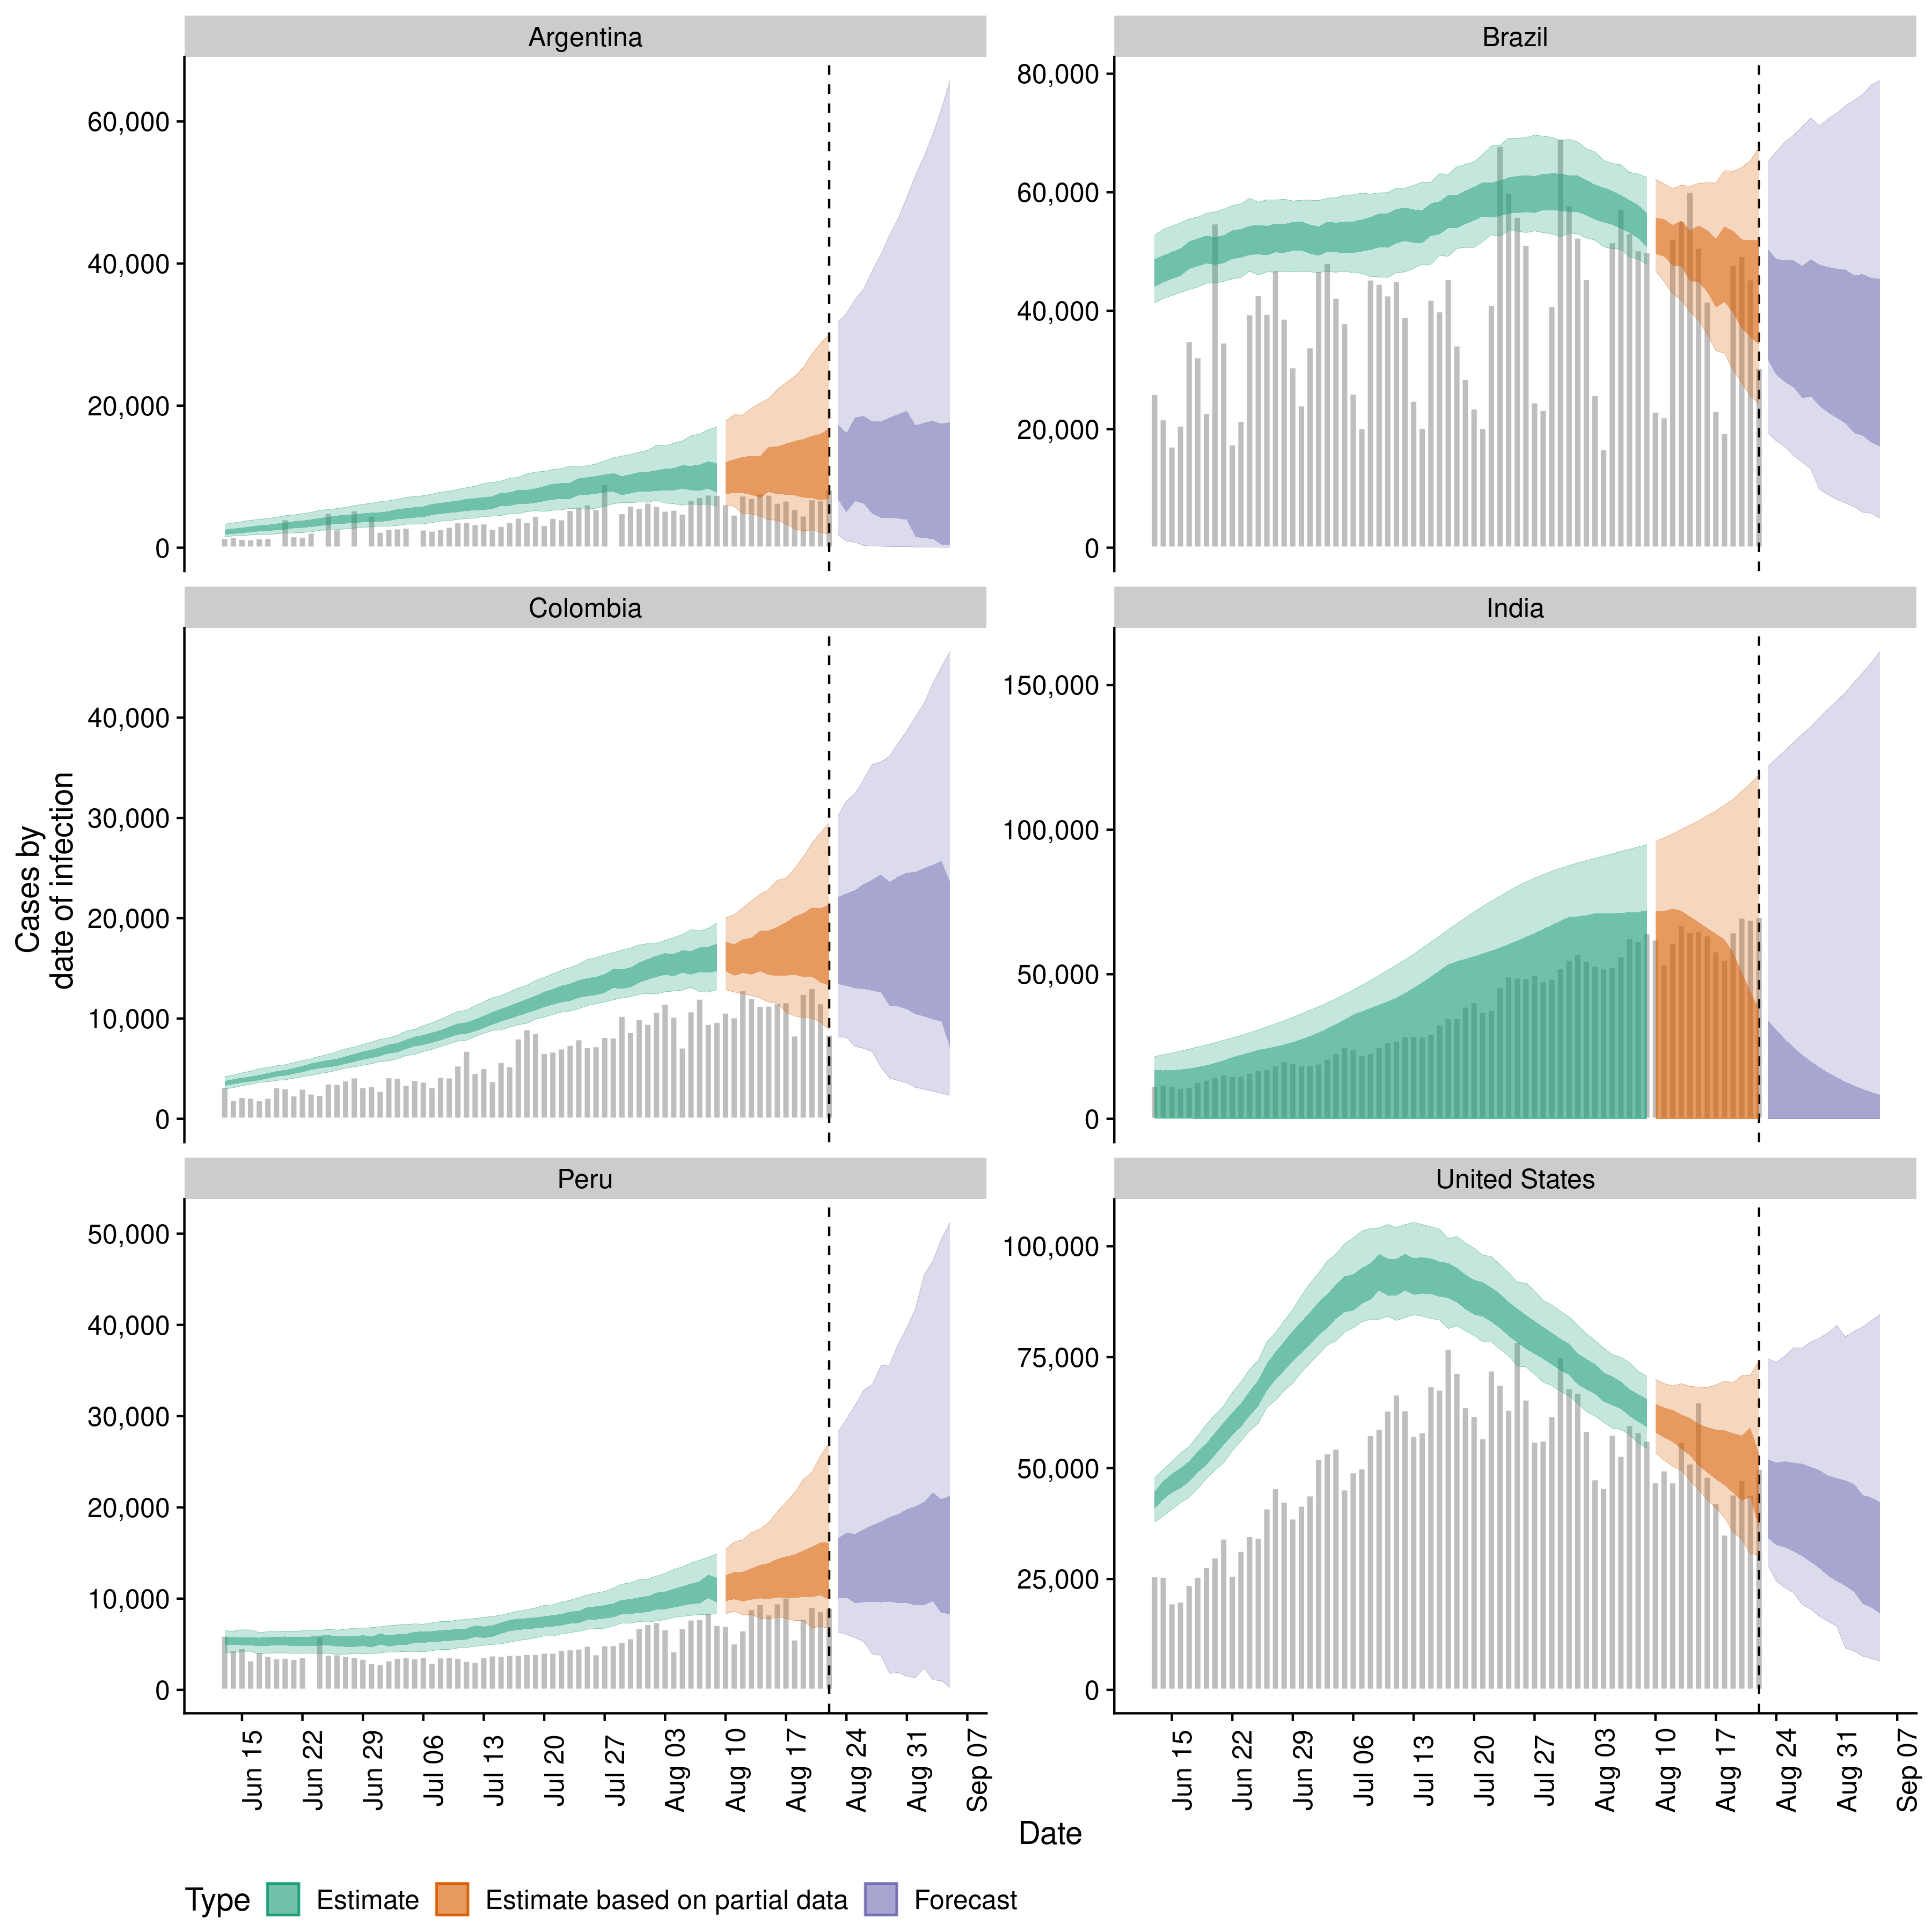 Argentina
Brazil
60,000
40,000
20,000
0
80,000
60,000
40,000
20,000
0
Colombia
India
40,000
30,000
20,000
10,000
0
150,000
100,000
50,000
0
Peru
United States
50,000
40,000
30,000
20,000
10,000
0
100,000
75,000
50,000
25,000
0
Cases by
date of infection
Jun 15
Jun 22
Jun 29
Jul 06
Jul 13
Jul 20
Jul 27
Aug 03
Aug 10
Aug 17
Aug 24
Aug 31
Sep 07
Jun 15
Jun 22
Jun 29
Jul 06
Jul 13
Jul 20
Jul 27
Aug 03
Aug 10
Aug 17
Aug 24
Aug 31
Sep 07
Date
Type Estimate Estimate based on partial data Forecast